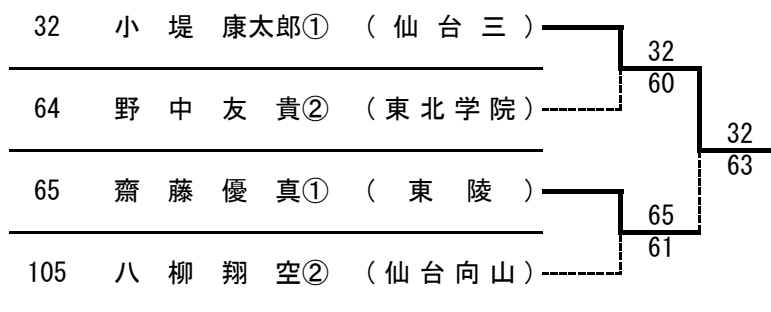 32 小 堤 康太郎① ( 仙 台 三 )
32
60
64 野 中 友 貴② ( 東 北 学 院 )
32
63
65 齋 藤 優 真① ( 東 陵 )
65
61
105 八 柳 翔 空② ( 仙 台 向 山 )